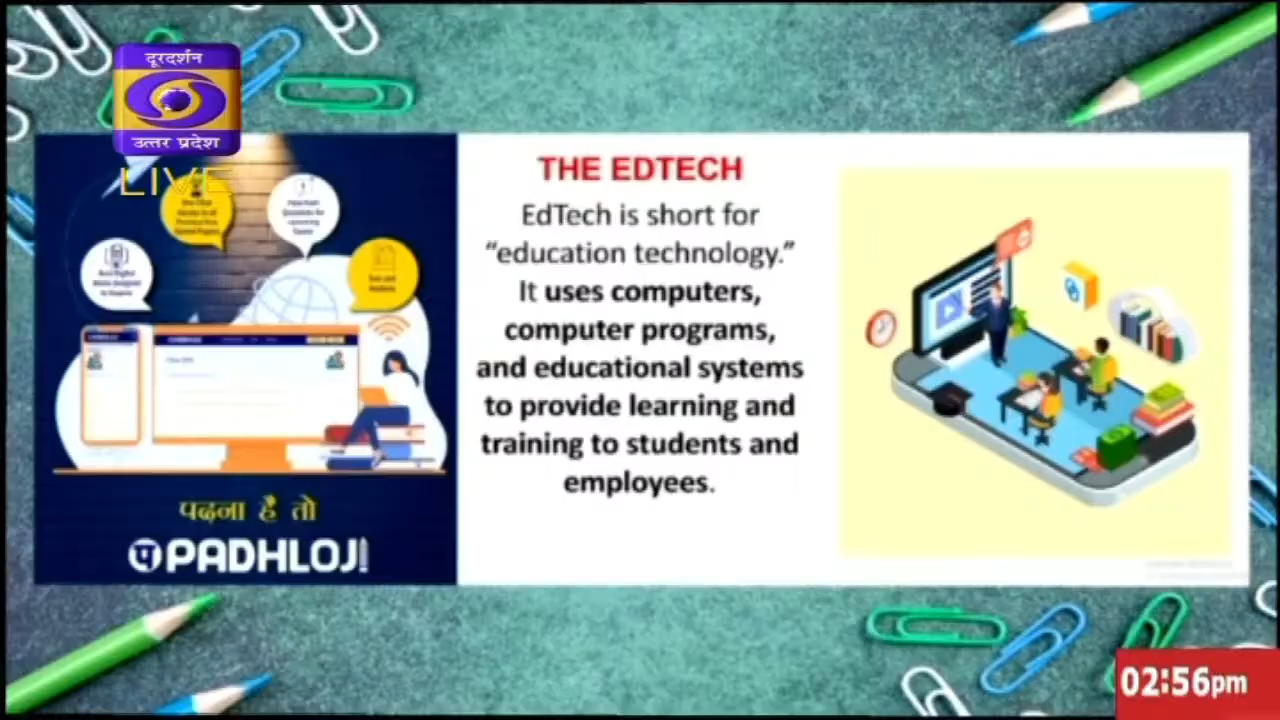 दूरदर्शन
उत्तर प्रदेश
LIVE
THE EDTECH
EdTech is short for
“education technology.”
It uses computers,
computer programs,
and educational systems
to provide learning and
training to students and
employees.
पढ़ना है तो
प PADHLOJI
02:56pm